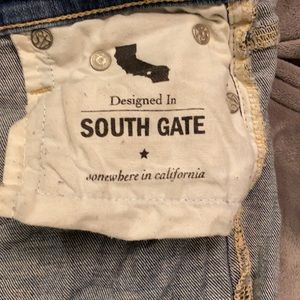 Designed In
SOUTH GATE
somewhere in california